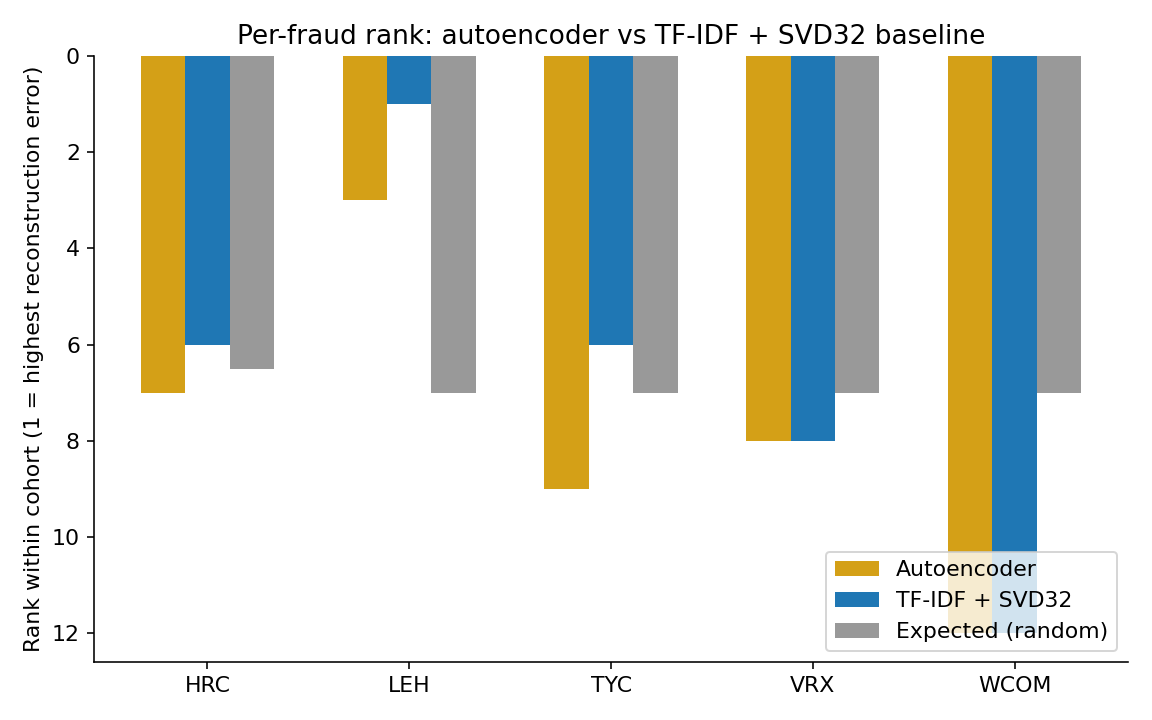 Per-fraud rank: autoencoder vs TF-IDF + SVD32 baseline
Rank within cohort (1 = highest reconstruction error)
0
2
4
6
8
10
12
HRC
LEH
TYC
VRX
WCOM
Autoencoder
TF-IDF + SVD32
Expected (random)